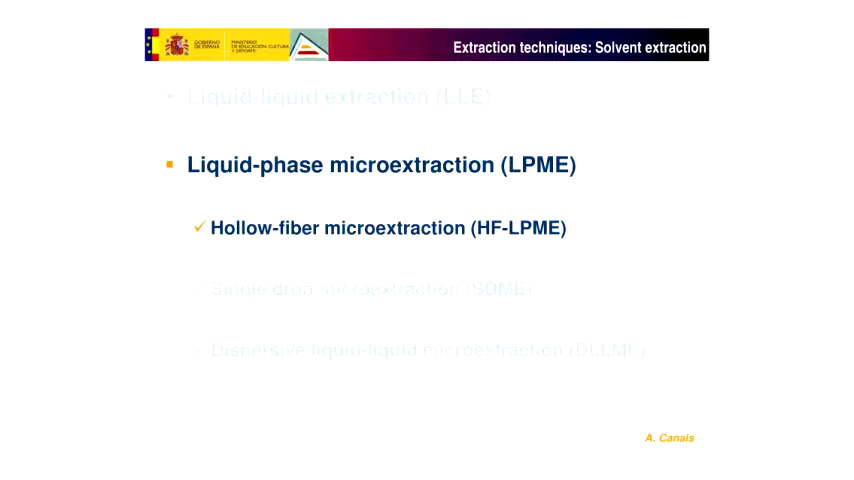 GOBIERNO
DE ESPAÑA
MINISTERIO
DE EDUCACIÓN, CULTURA
Y DEPORTE
Extraction techniques: Solvent extraction
• Liquid-liquid extraction (LLE)
▪ Liquid-phase microextraction (LPME)
✓ Hollow-fiber microextraction (HF-LPME)
- Single drop microextraction (SDME)
- Dispersive liquid-liquid microextraction (DLLME)
A. Canals